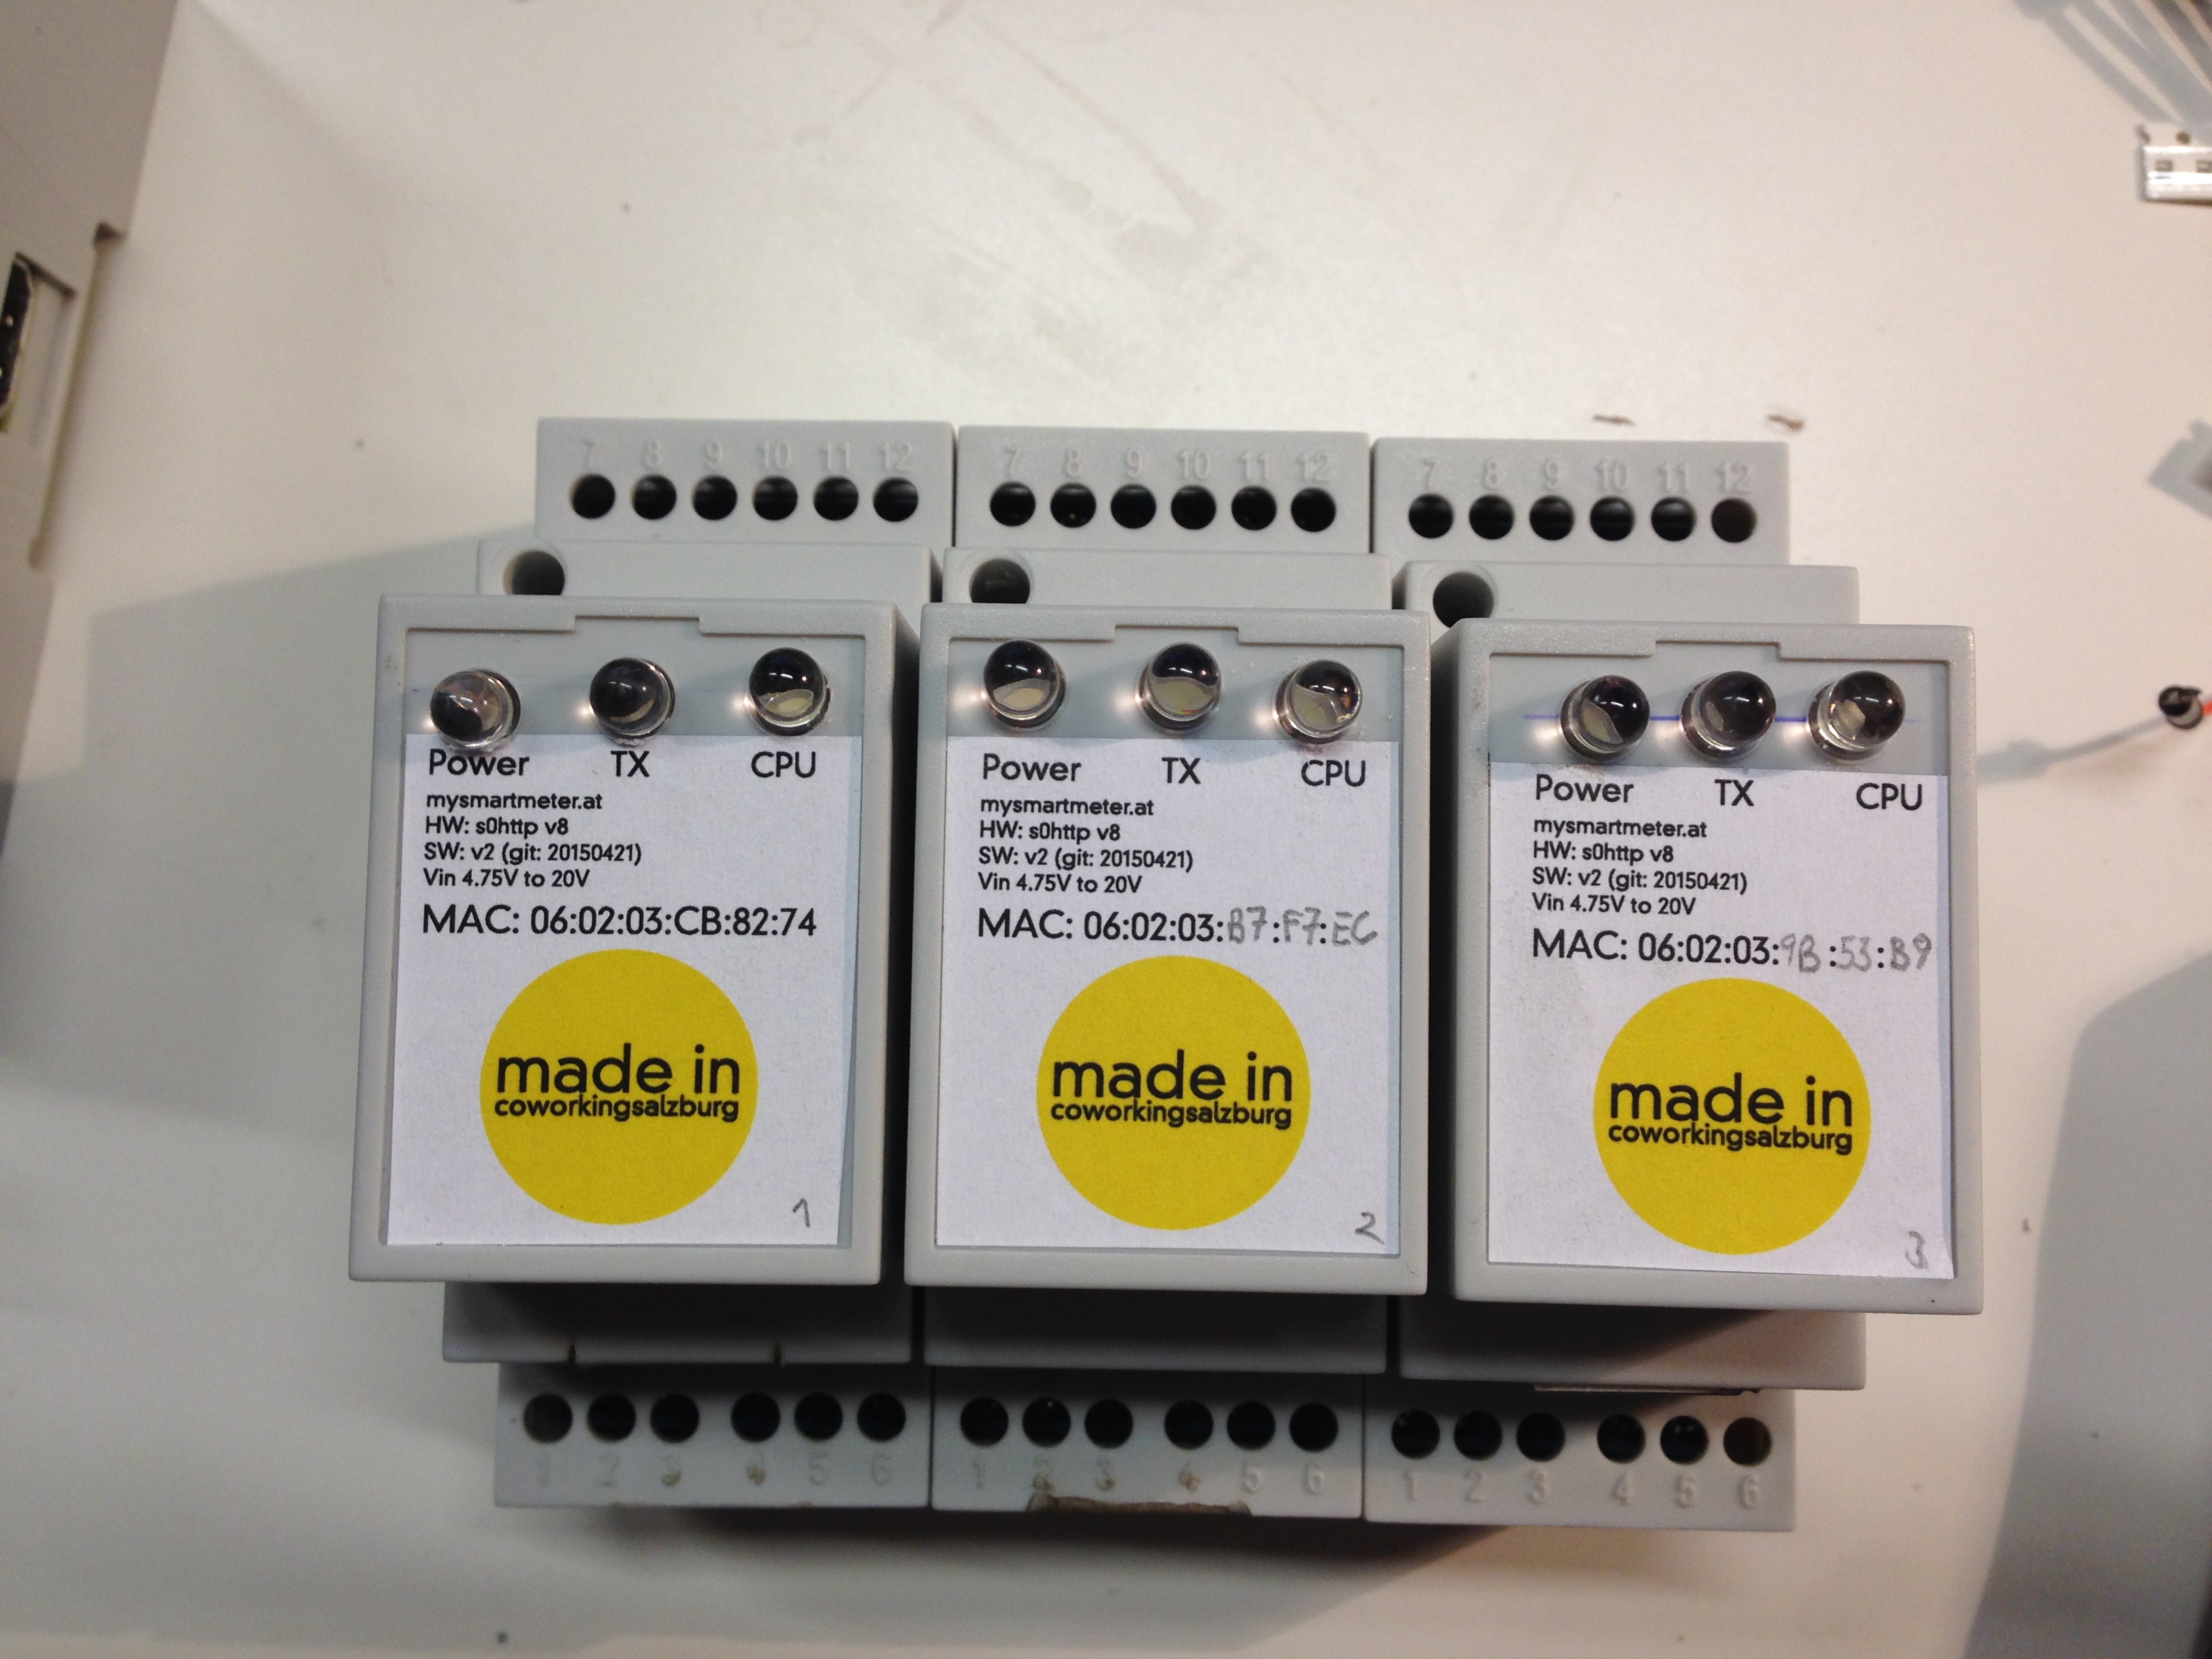 7 8 9 10 11 12
Power TX CPU
mysmartmeter.at
HW: s0http v8
SW: v2 (git: 20150421)
Vin 4.75V to 20V
MAC: 06:02:03:CB:82:74
made in
coworkingsalzburg
1
1 2 3 4 5 6
7 8 9 10 11 12
Power TX CPU
mysmartmeter.at
HW: s0http v8
SW: v2 (git: 20150421)
Vin 4.75V to 20V
MAC: 06:02:03:B7:F7:EC
made in
coworkingsalzburg
2
1 2 3 4 5 6
7 8 9 10 11 12
Power TX CPU
mysmartmeter.at
HW: s0http v8
SW: v2 (git: 20150421)
Vin 4.75V to 20V
MAC: 06:02:03:9B:53:B9
made in
coworkingsalzburg
3
1 2 3 4 5 6